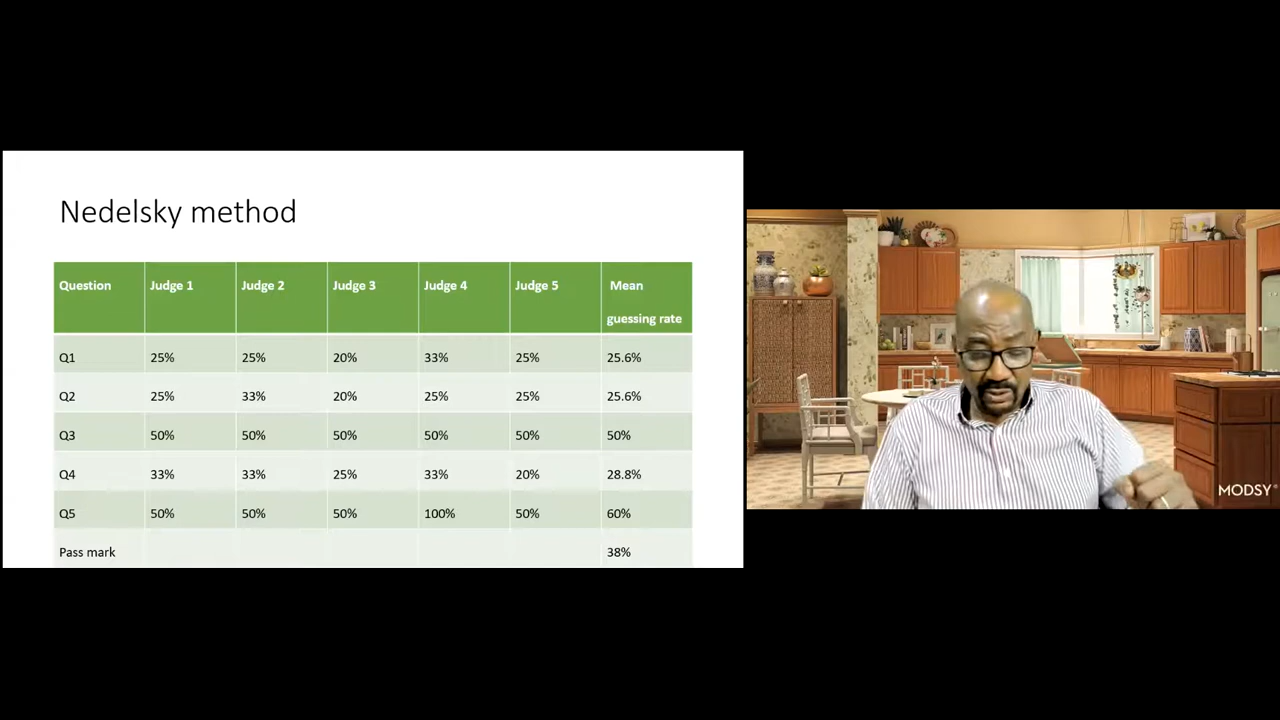 Nedelsky method
Question Judge 1 Judge 2 Judge 3 Judge 4 Judge 5 Mean
guessing rate
Q1 25% 25% 20% 33% 25% 25.6%
Q2 25% 33% 20% 25% 25% 25.6%
Q3 50% 50% 50% 50% 50% 50%
Q4 33% 33% 25% 33% 20% 28.8%
Q5 50% 50% 50% 100% 50% 60%
Pass mark 38%
MODSY